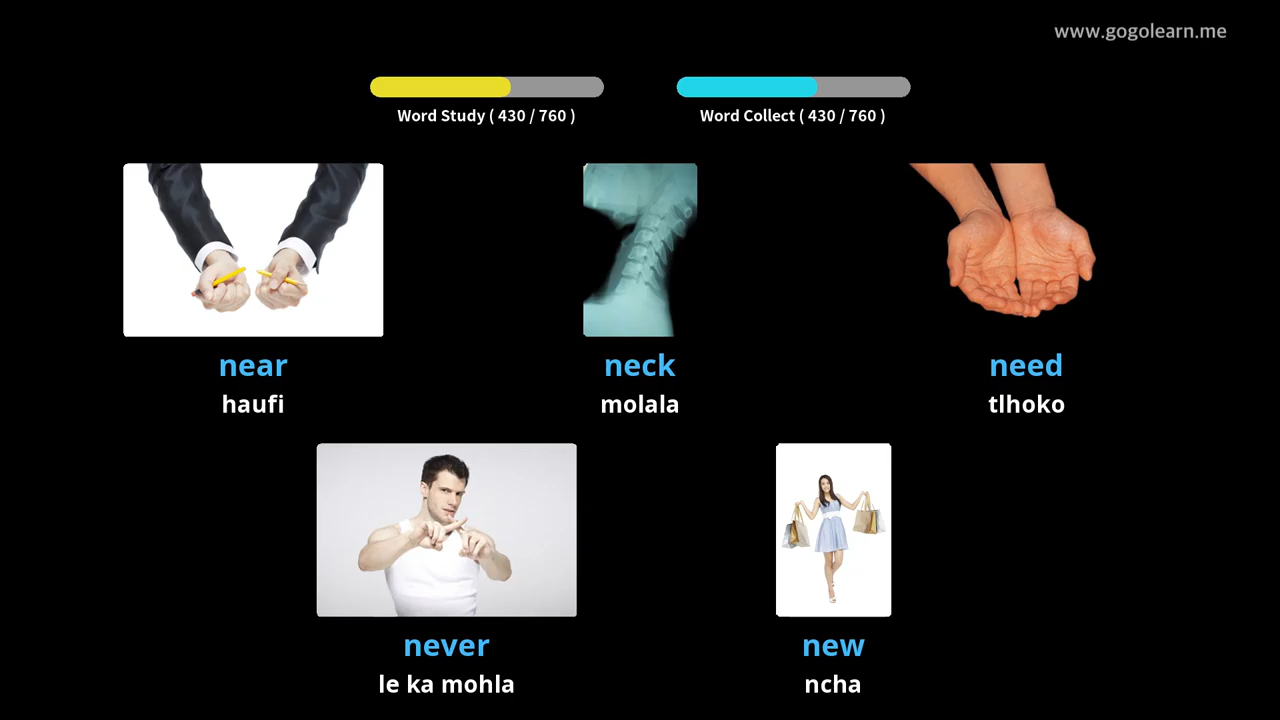 www.gogolearn.me
Word Study ( 430 / 760 )
Word Collect ( 430 / 760 )
near
haufi
neck
molala
need
tlhoko
never
le ka mohla
new
ncha